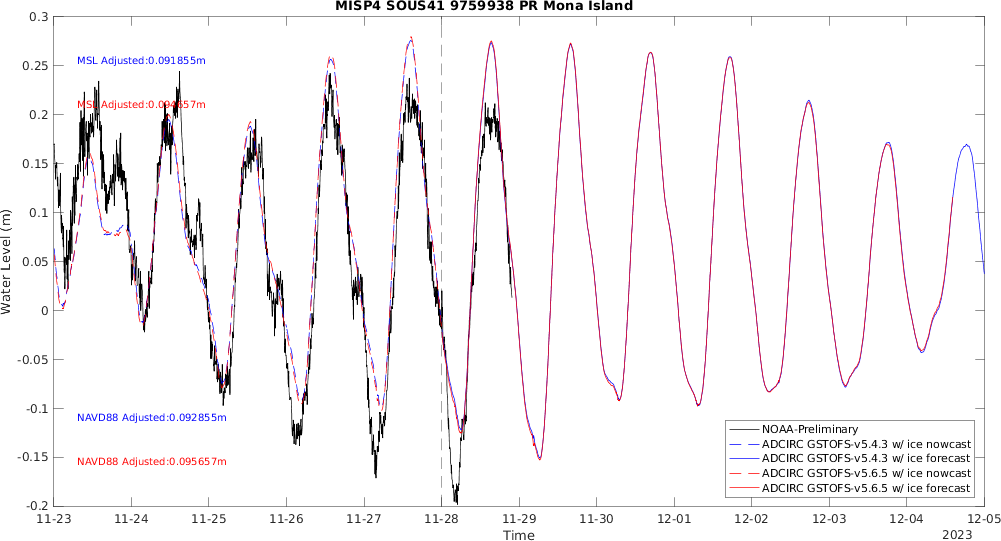 MISP4 SOUS41 9759938 PR Mona Island
0.3
0.25
0.2
0.15
0.1
0.05
0
-0.05
-0.1
-0.15
-0.2
Water Level (m)
MSL Adjusted:0.091855m
MSL Adjusted:0.094657m
NAVD88 Adjusted:0.092855m
NAVD88 Adjusted:0.095657m
NOAA-Preliminary
ADCIRC GSTOFS-v5.4.3 w/ ice nowcast
ADCIRC GSTOFS-v5.4.3 w/ ice forecast
ADCIRC GSTOFS-v5.6.5 w/ ice nowcast
ADCIRC GSTOFS-v5.6.5 w/ ice forecast
11-23 11-24 11-25 11-26 11-27 11-28 11-29 11-30 12-01 12-02 12-03 12-04 12-05
Time
2023